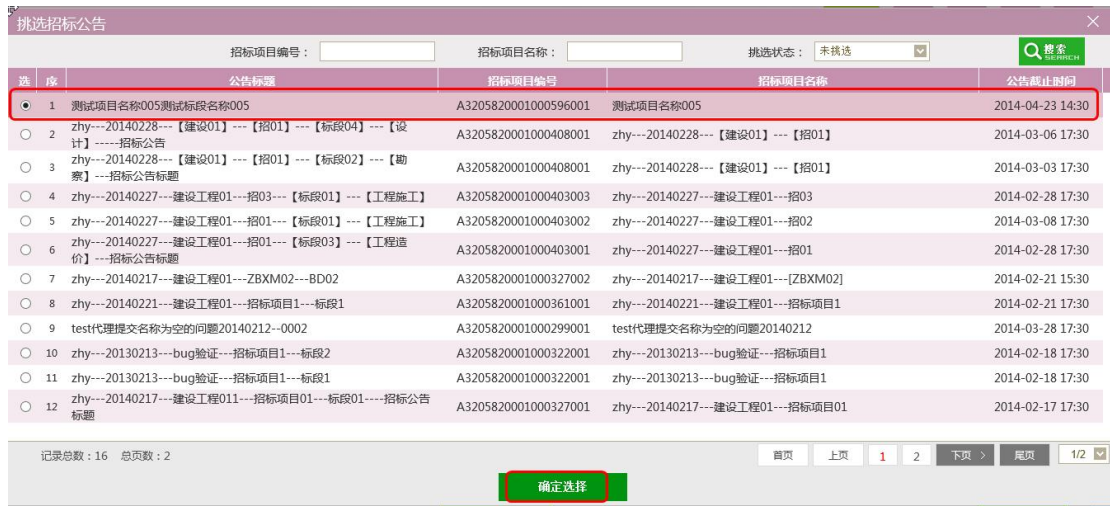 挑选招标公告
招标项目编号： 招标项目名称： 挑选状态： 未挑选 搜索 SEARCH
选 序 公告标题 招标项目编号 招标项目名称 公告截止时间
1 测试项目名称005测试标段名称005 A3205820001000596001 测试项目名称005 2014-04-23 14:30
2 zhy---20140228---【建设01】---【招01】---【标段04】---【设
计】-----招标公告 A3205820001000408001 zhy---20140228---【建设01】---【招01】 2014-03-06 17:30
3 zhy---20140228---【建设01】---【招01】---【标段02】---【勘
察】---招标公告标题 A3205820001000408001 zhy---20140228---【建设01】---【招01】 2014-03-03 17:30
4 zhy---20140227---建设工程01---招03---【标段01】---【工程施工】 A3205820001000403003 zhy---20140227---建设工程01---招03 2014-02-28 17:30
5 zhy---20140227---建设工程01---招01---【标段01】---【工程施工】 A3205820001000403002 zhy---20140227---建设工程01---招02 2014-03-08 17:30
6 zhy---20140227---建设工程01---招01---【标段03】---【工程造
价】---招标公告标题 A3205820001000403001 zhy---20140227---建设工程01---招01 2014-02-28 17:30
7 zhy---20140217---建设工程01---ZBXM02---BD02 A3205820001000327002 zhy---20140217---建设工程01---[ZBXM02] 2014-02-21 15:30
8 zhy---20140221---建设工程01---招标项目1---标段1 A3205820001000361001 zhy---20140221---建设工程01---招标项目1 2014-02-21 17:30
9 test代理提交名称为空的问题20140212--0002 A3205820001000299001 test代理提交名称为空的问题20140212 2014-03-28 17:30
10 zhy---20130213---bug验证---招标项目1---标段2 A3205820001000322001 zhy---20130213---bug验证---招标项目1 2014-02-18 17:30
11 zhy---20130213---bug验证---招标项目1---标段1 A3205820001000322001 zhy---20130213---bug验证---招标项目1 2014-02-18 17:30
12 zhy---20140217---建设工程011---招标项目01---标段01----招标公告
标题 A3205820001000327001 zhy---20140217---建设工程01---招标项目01 2014-02-17 17:30
记录总数：16 总页数：2 首页 上页 1 2 下页 > 尾页 1/2
确定选择